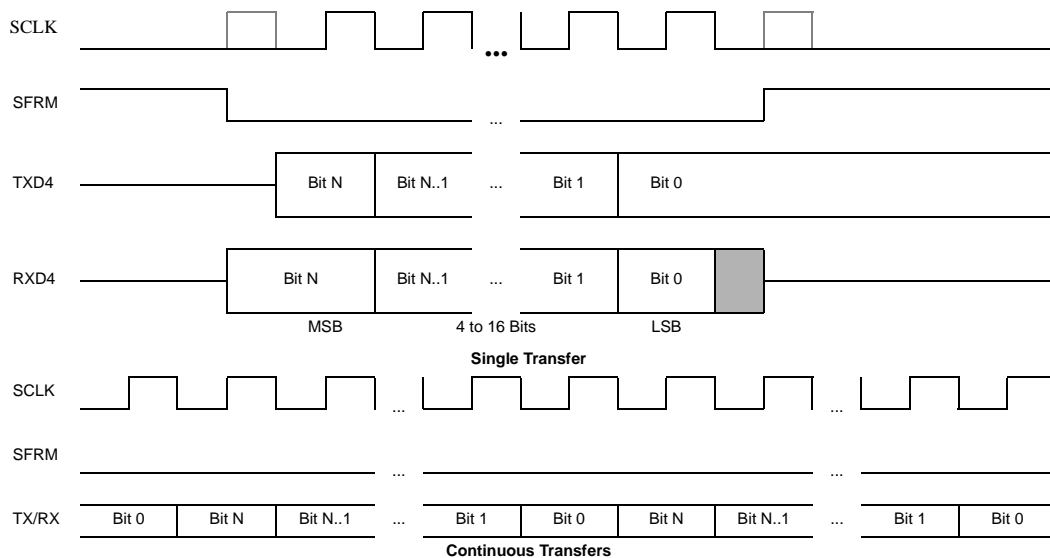 SCLK
...
SFRM
...
TXD4 Bit N Bit N..1 ... Bit 1 Bit 0
RXD4 Bit N Bit N..1 ... Bit 1 Bit 0
MSB 4 to 16 Bits LSB
Single Transfer
SCLK
... ...
SFRM
... ...
TX/RX Bit 0 Bit N Bit N..1 ... Bit 1 Bit 0 Bit N Bit N..1 ... Bit 1 Bit 0
Continuous Transfers